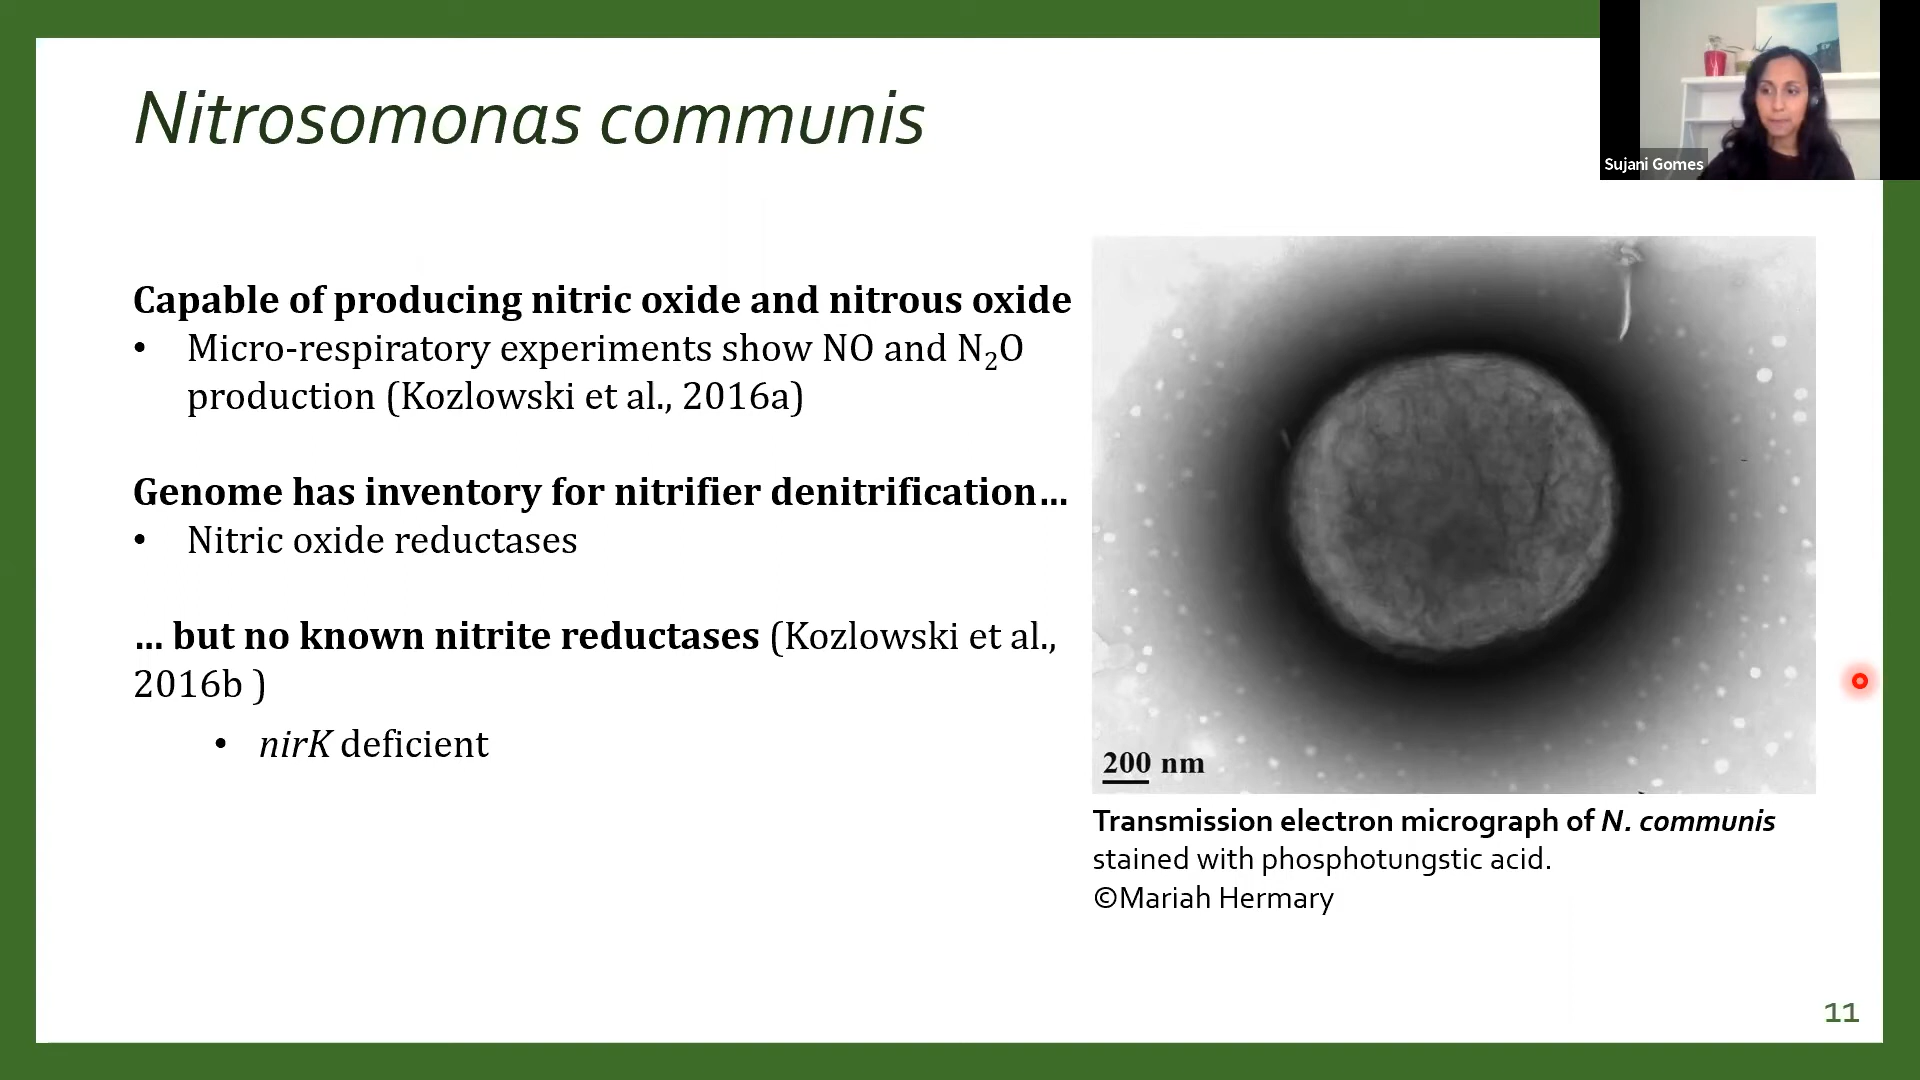 Nitrosomonas communis
Sujani Gomes
Capable of producing nitric oxide and nitrous oxide
• Micro-respiratory experiments show NO and N₂O
production (Kozlowski et al., 2016a)
Genome has inventory for nitrifier denitrification...
• Nitric oxide reductases
... but no known nitrite reductases (Kozlowski et al.,
2016b )
• nirK deficient
200 nm
Transmission electron micrograph of N. communis
stained with phosphotungstic acid.
©Mariah Hermary
11